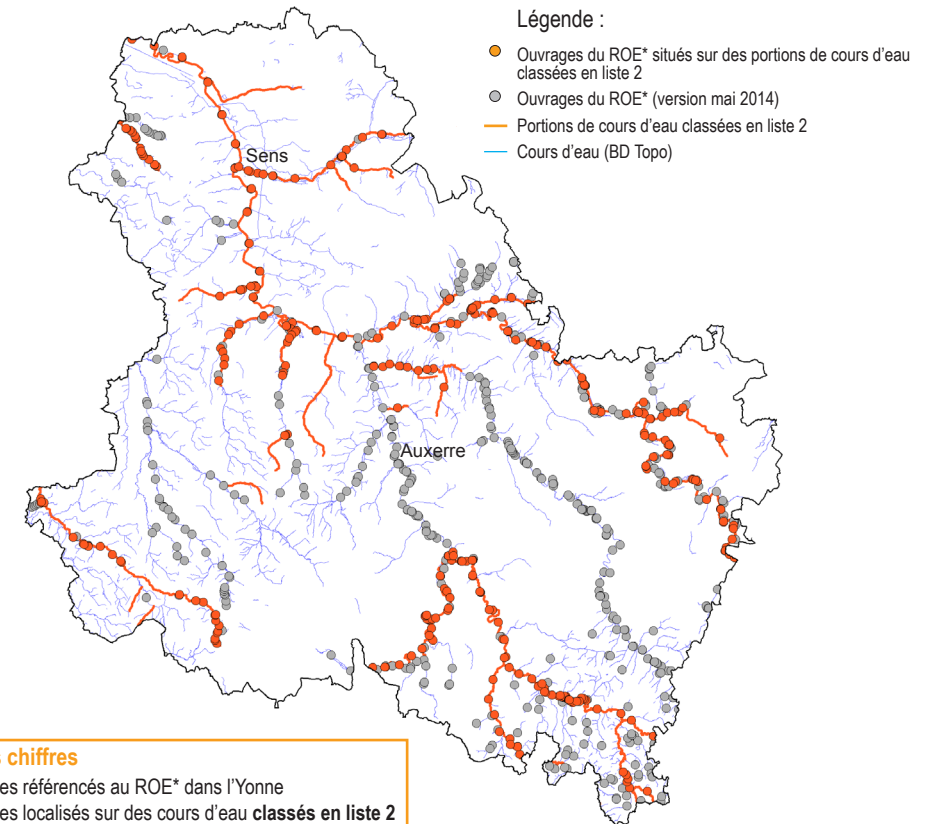 Légende :
Ouvrages du ROE* situés sur des portions de cours d'eau
classées en liste 2
Ouvrages du ROE* (version mai 2014)
Portions de cours d'eau classées en liste 2
Cours d'eau (BD Topo)
Sens
Auxerre
s chiffres
es référencés au ROE* dans l'Yonne
es localisés sur des cours d'eau classés en liste 2